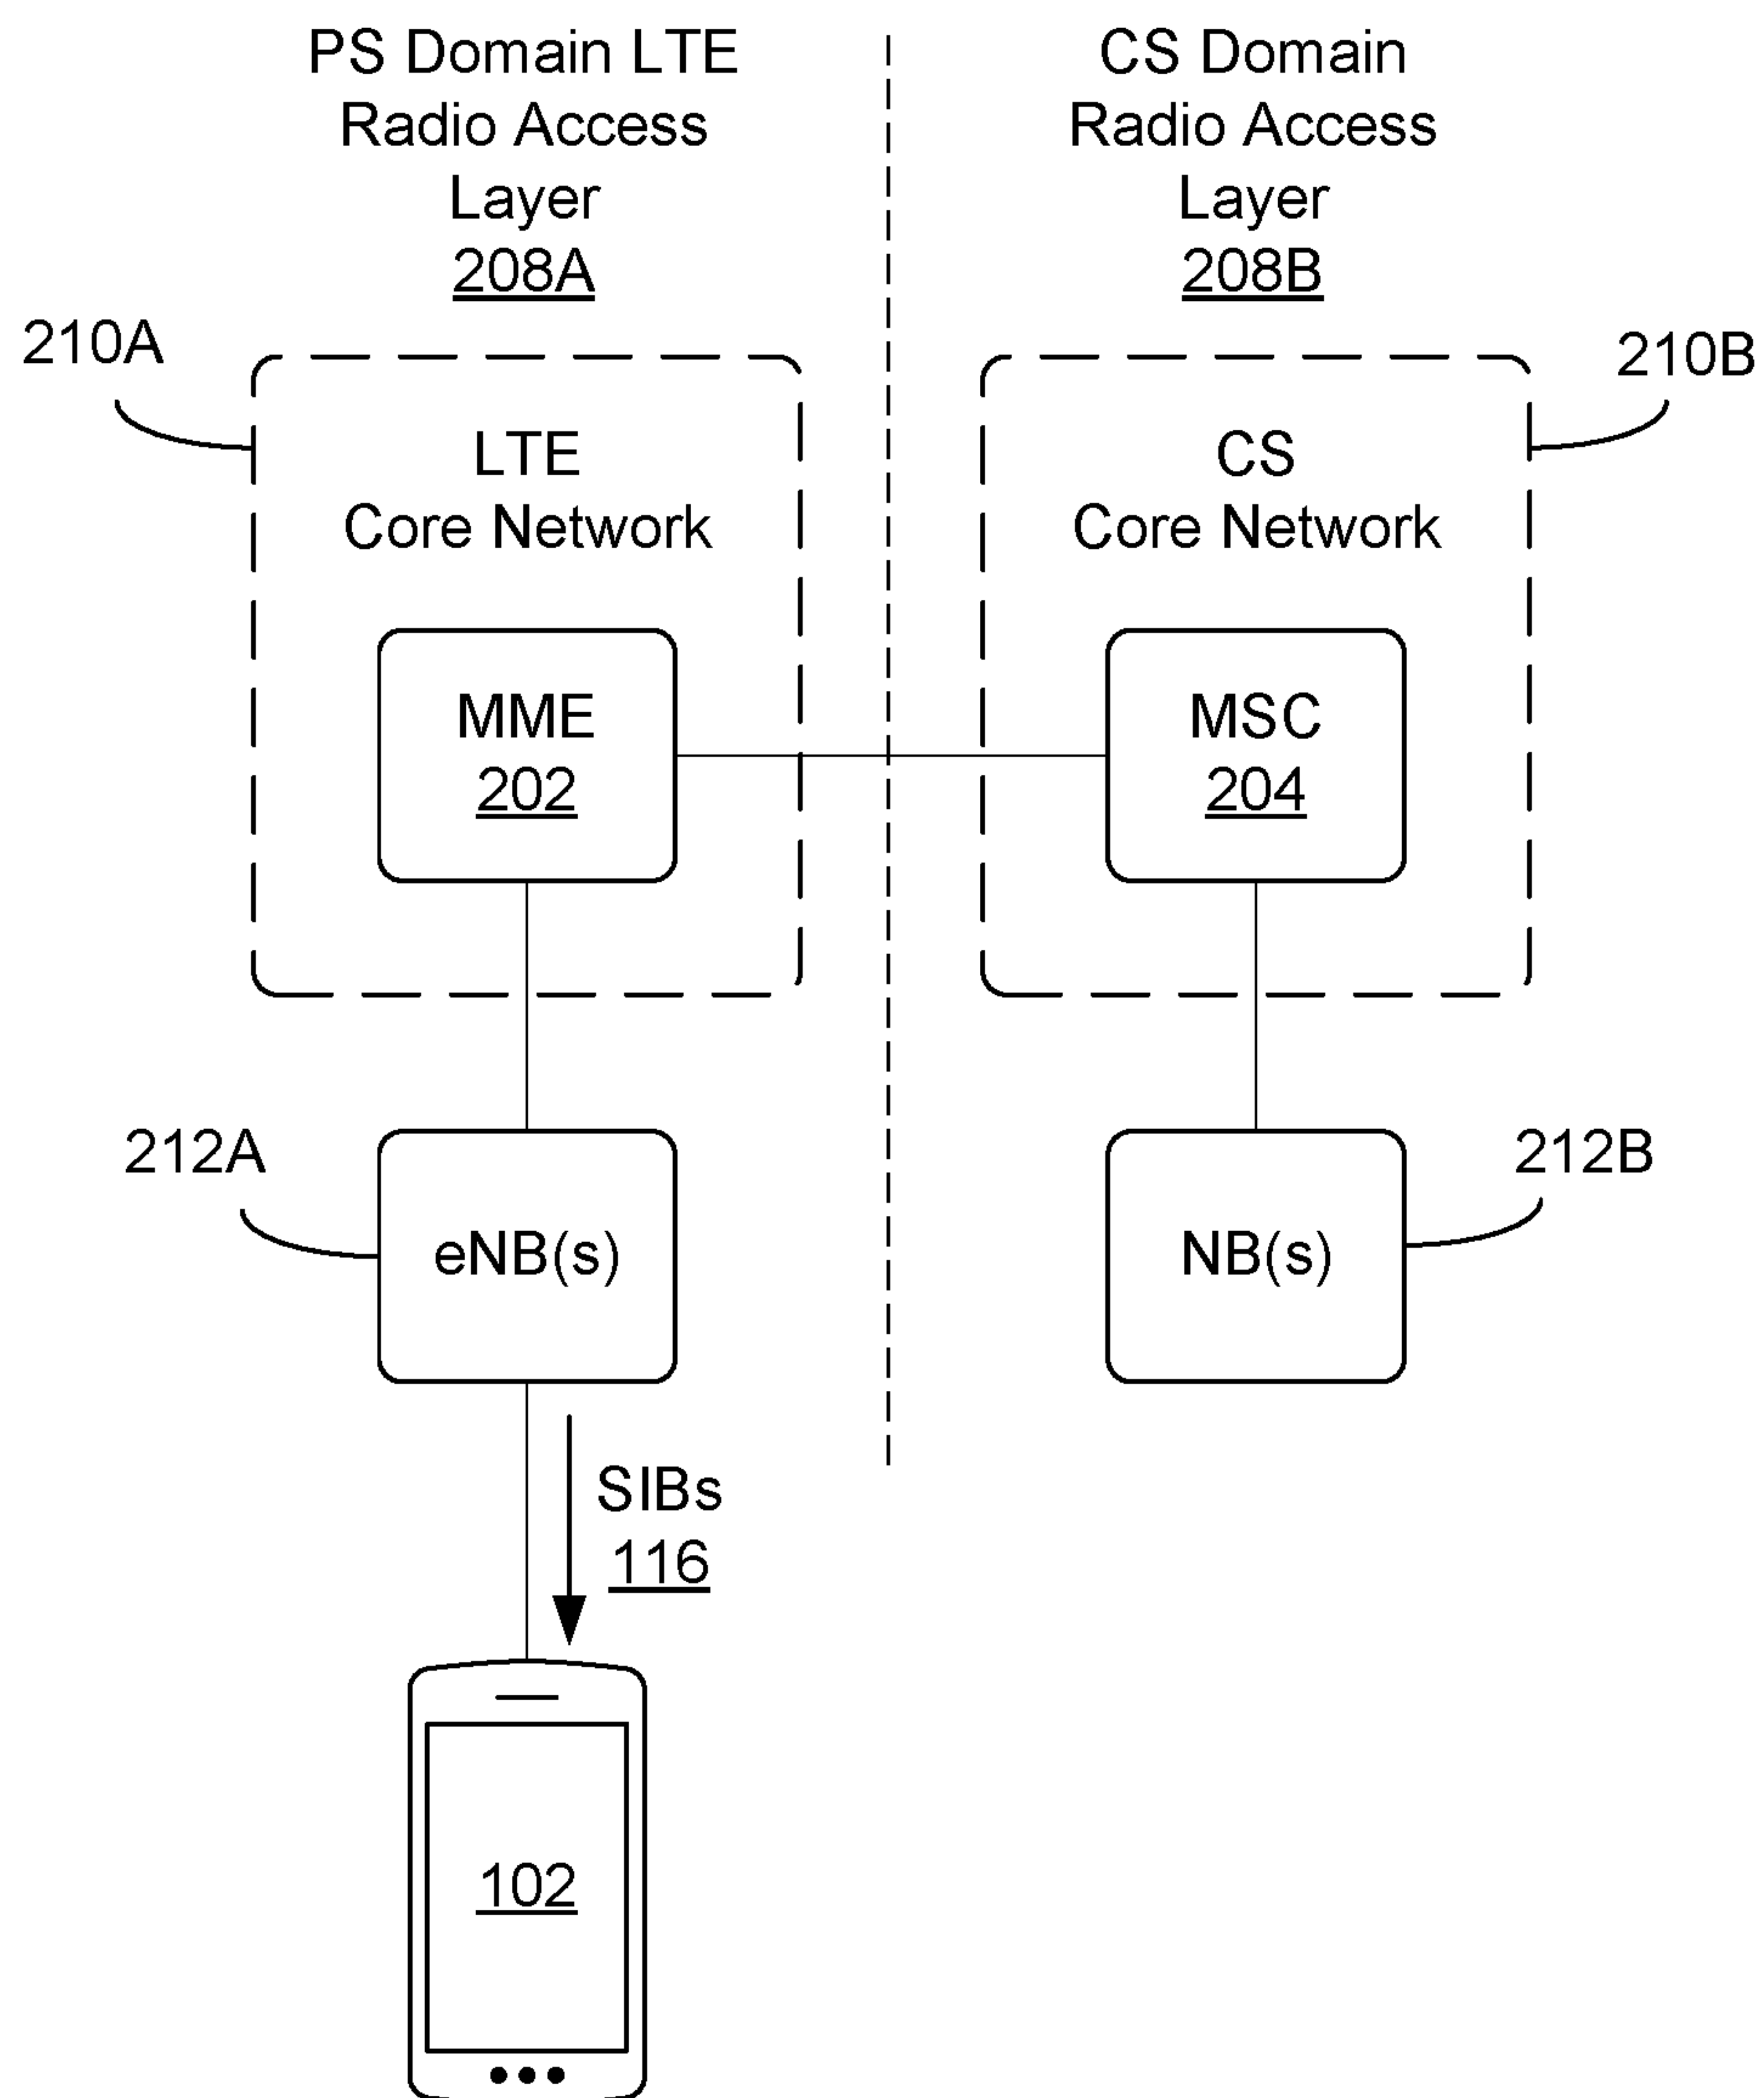 PS Domain LTE
Radio Access
Layer
208A
CS Domain
Radio Access
Layer
208B
210A
210B
LTE
Core Network
CS
Core Network
MME
202
MSC
204
212A
212B
eNB(s)
NB(s)
SIBs
116
102